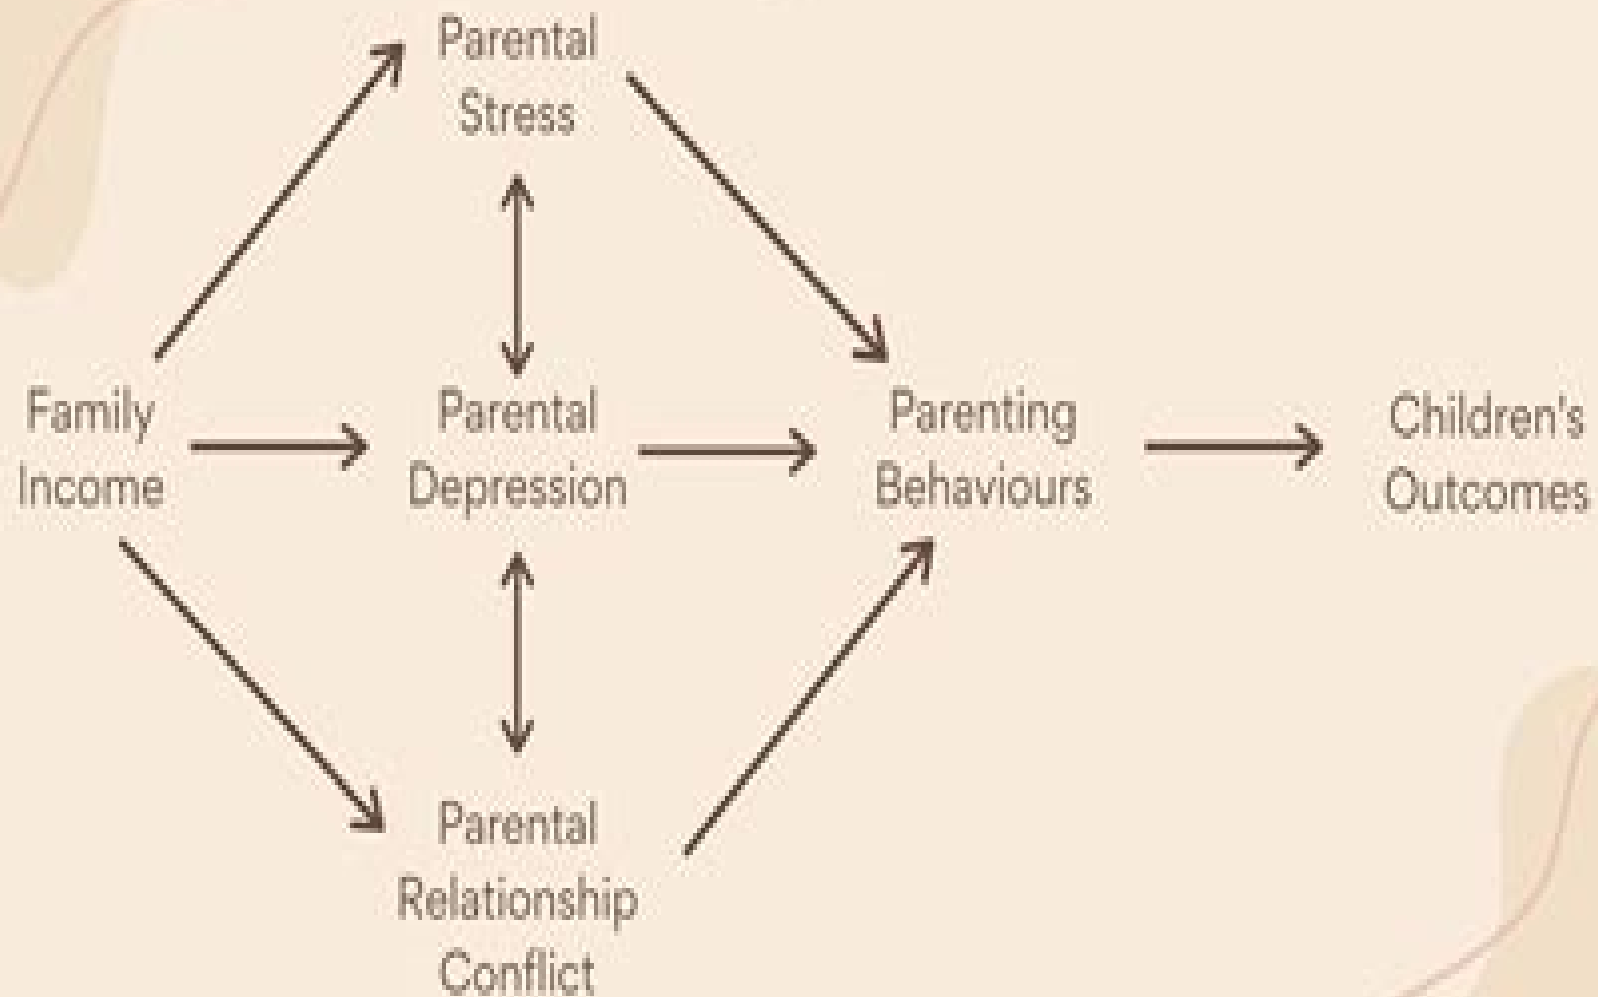 Parental
Stress
Family
Income
Parental
Depression
Parenting
Behaviours
Children's
Outcomes
Parental
Relationship
Conflict